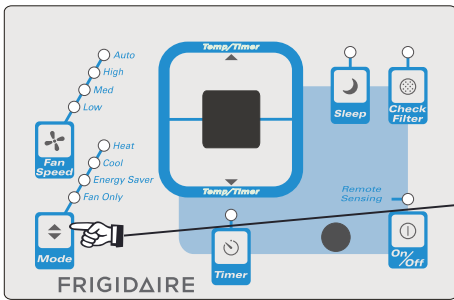 Auto
High
Med
Low
Fan
Speed
Heat
Cool
Energy Saver
Fan Only
Mode
Temp/Timer
Temp/Timer
Sleep
Check
Filter
Remote
Sensing
Timer
On/Off
FRIGIDAIRE